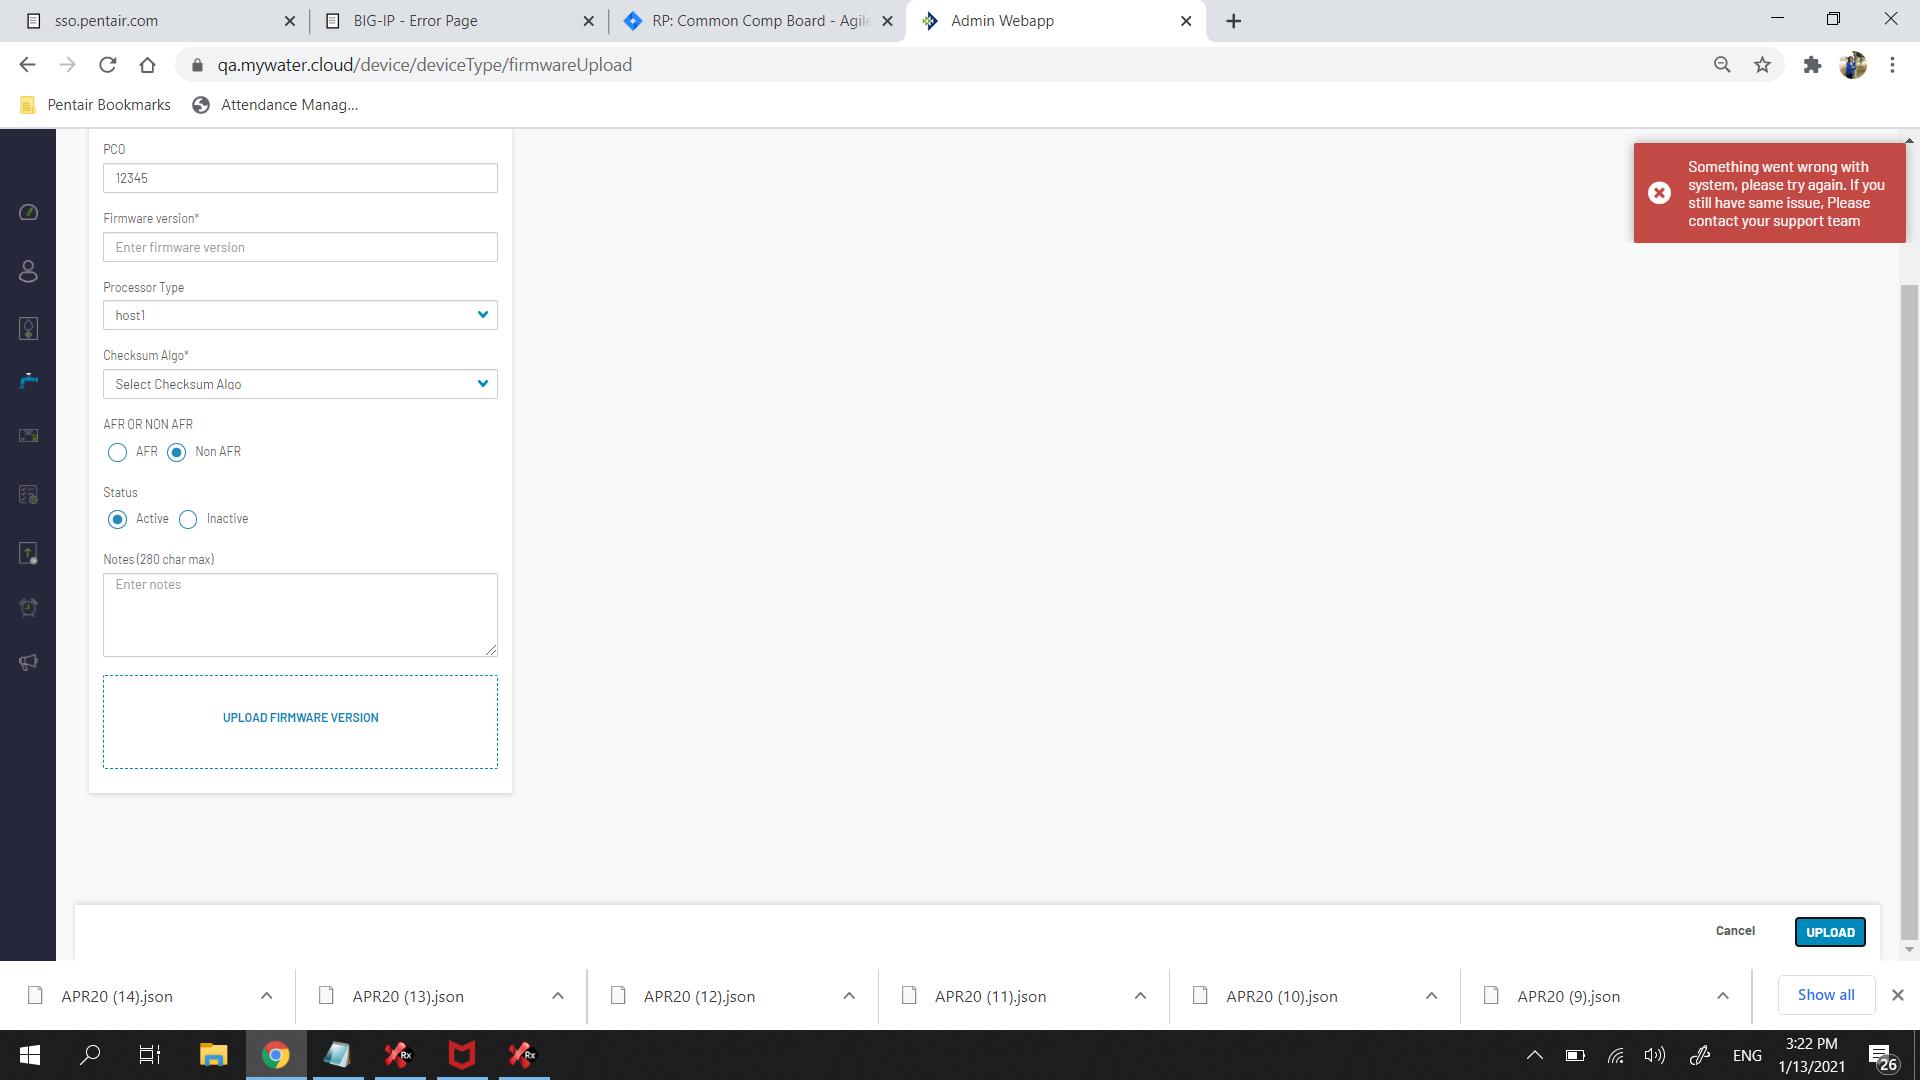 sso.pentair.com
BIG-IP - Error Page
RP: Common Comp Board - Agile
Admin Webapp
qa.mywater.cloud/device/deviceType/firmwareUpload
Pentair Bookmarks
Attendance Manag...
PCO
12345
Firmware version*
Enter firmware version
Processor Type
host1
Checksum Algo*
Select Checksum Algo
AFR OR NON AFR
AFR
Non AFR
Status
Active
Inactive
Notes (280 char max)
Enter notes
UPLOAD FIRMWARE VERSION
Something went wrong with
system, please try again. If you
still have same issue, Please
contact your support team
Cancel
UPLOAD
APR20 (14).json
APR20 (13).json
APR20 (12).json
APR20 (11).json
APR20 (10).json
APR20 (9).json
Show all
Rx
Rx
ENG
3:22 PM
1/13/2021
26